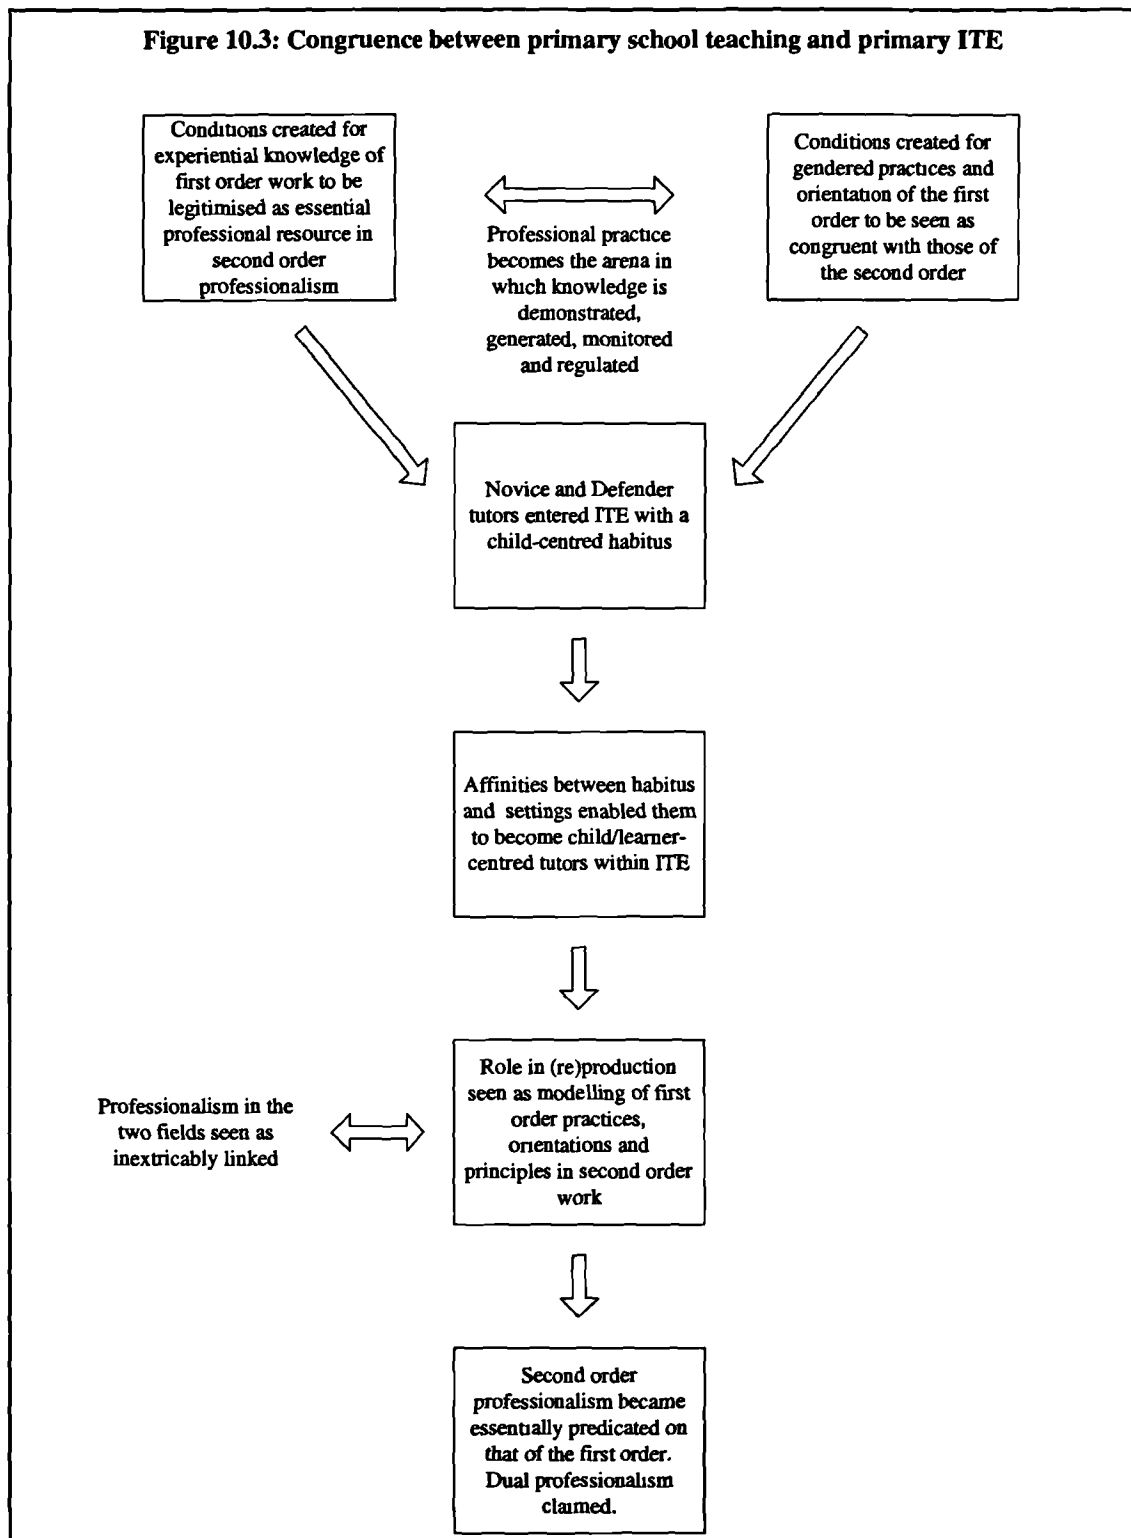 Figure 10.3: Congruence between primary school teaching and primary ITE
Conditions created for
experiential knowledge of
first order work to be
legitimised as essential
professional resource in
second order
professionalism
Professional practice
becomes the arena in
which knowledge is
demonstrated,
generated, monitored
and regulated
Conditions created for
gendered practices and
orientation of the first
order to be seen as
congruent with those of
the second order
Novice and Defender
tutors entered ITE with a
child-centred habitus
Affinities between habitus
and settings enabled them
to become child/learner-
centred tutors within ITE
Professionalism in the
two fields seen as
inextricably linked
Role in (re)production
seen as modelling of first
order practices,
orientations and
principles in second order
work
Second order
professionalism became
essentially predicated on
that of the first order.
Dual professionalism
claimed.